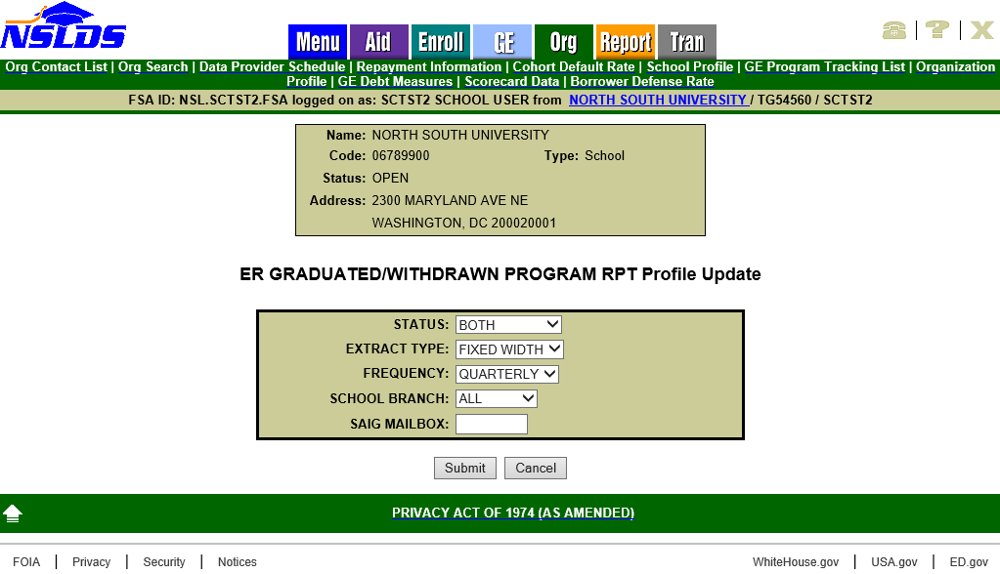 NSLDS
Menu Aid Enroll GE Org Report Tran
?
X
Org Contact List | Org Search | Data Provider Schedule | Repayment Information | Cohort Default Rate | School Profile | GE Program Tracking List | Organization
Profile | GE Debt Measures | Scorecard Data | Borrower Defense Rate
FSA ID: NSL.SCTST2.FSA logged on as: SCTST2 SCHOOL USER from NORTH SOUTH UNIVERSITY / TG54560 / SCTST2
Name: NORTH SOUTH UNIVERSITY
Code: 06789900 Type: School
Status: OPEN
Address: 2300 MARYLAND AVE NE
WASHINGTON, DC 200020001
ER GRADUATED/WITHDRAWN PROGRAM RPT Profile Update
STATUS: BOTH
EXTRACT TYPE: FIXED WIDTH
FREQUENCY: QUARTERLY
SCHOOL BRANCH: ALL
SAIG MAILBOX:
Submit Cancel
PRIVACY ACT OF 1974 (AS AMENDED)
FOIA | Privacy | Security | Notices WhiteHouse.gov | USA.gov | ED.gov